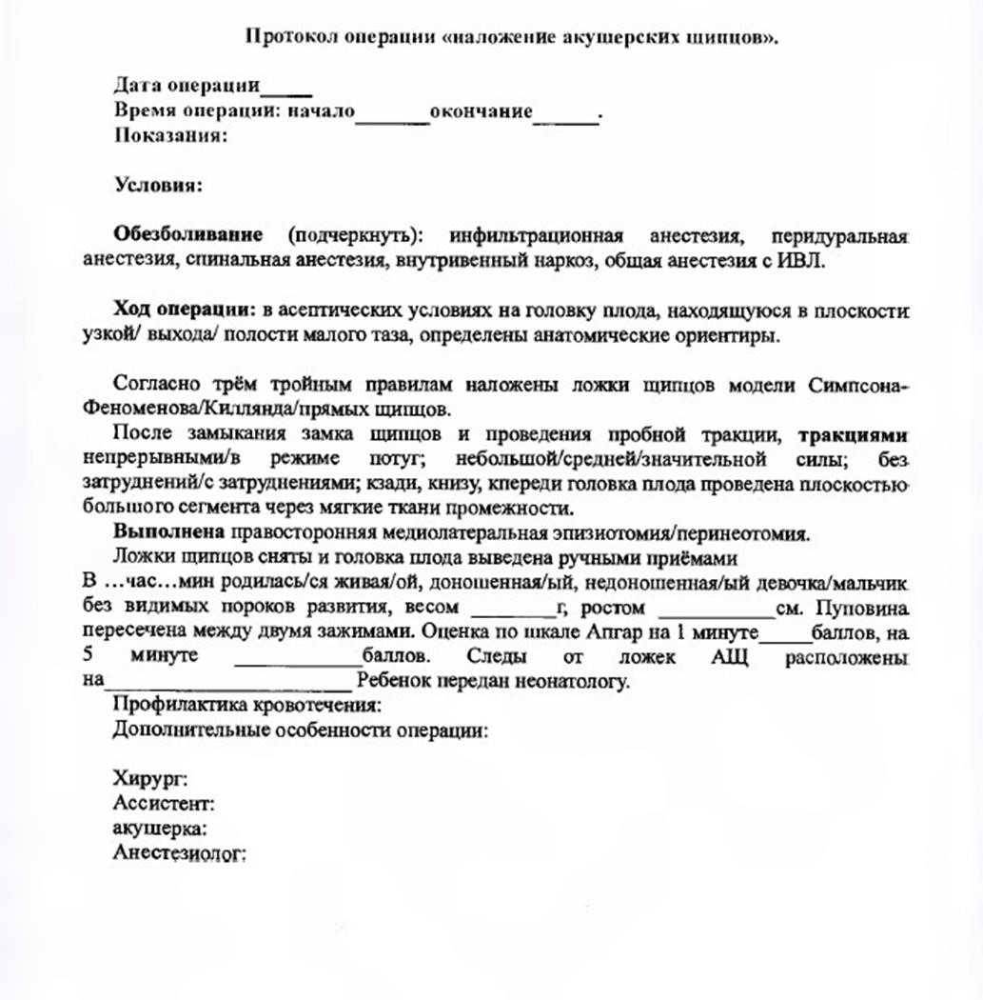 Протокол операции «наложение акушерских щипцов».
Дата операции_____
Время операции: начало_______окончание______.
Показания:
Условия:
Обезболивание (подчеркнуть): инфильтрационная анестезия, перидуральная
анестезия, спинальная анестезия, внутривенный наркоз, общая анестезия с ИВЛ.
Ход операции: в асептических условиях на головку плода, находящуюся в плоскости
узкой/ выхода/ полости малого таза, определены анатомические ориентиры.
Согласно трём тройным правилам наложены ложки щипцов модели Симпсона-
Феноменова/Киллянда/прямых щипцов.
После замыкания замка щипцов и проведения пробной тракции, тракциями
непрерывными/в режиме потуг; небольшой/средней/значительной силы; без
затруднений/с затруднениями; кзади, книзу, кпереди головка плода проведена плоскостью
большого сегмента через мягкие ткани промежности.
Выполнена правосторонняя медиолатеральная эпизиотомия/перинеотомия.
Ложки щипцов сняты и головка плода выведена ручными приёмами
В …час…мин родилась/ся живая/ой, доношенная/ый, недоношенная/ый девочка/мальчик
без видимых пороков развития, весом ________г, ростом ___________см. Пуповина
пересечена между двумя зажимами. Оценка по шкале Апгар на 1 минуте_____баллов, на
5 минуте ____________баллов. Следы от ложек АЩ расположены
на_______________________ Ребенок передан неонатологу.
Профилактика кровотечения:
Дополнительные особенности операции:
Хирург:
Ассистент:
акушерка:
Анестезиолог: